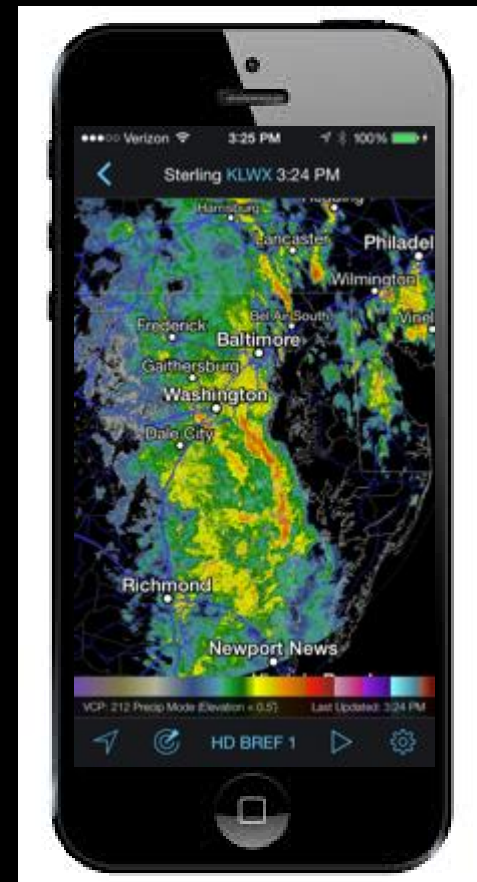 Verizon 3:25 PM 100%
Sterling KLWX 3:24 PM
Harrisburg
Lancaster
Philadel
Wilmington
Frederick
Bel Air South
Vinel
Baltimore
Gaithersburg
Washington
Dale City
Richmond
Newport News
VCP: 212 Precip Mode (Elevation = 0.5°) Last Updated: 3:24 PM
HD BREF 1